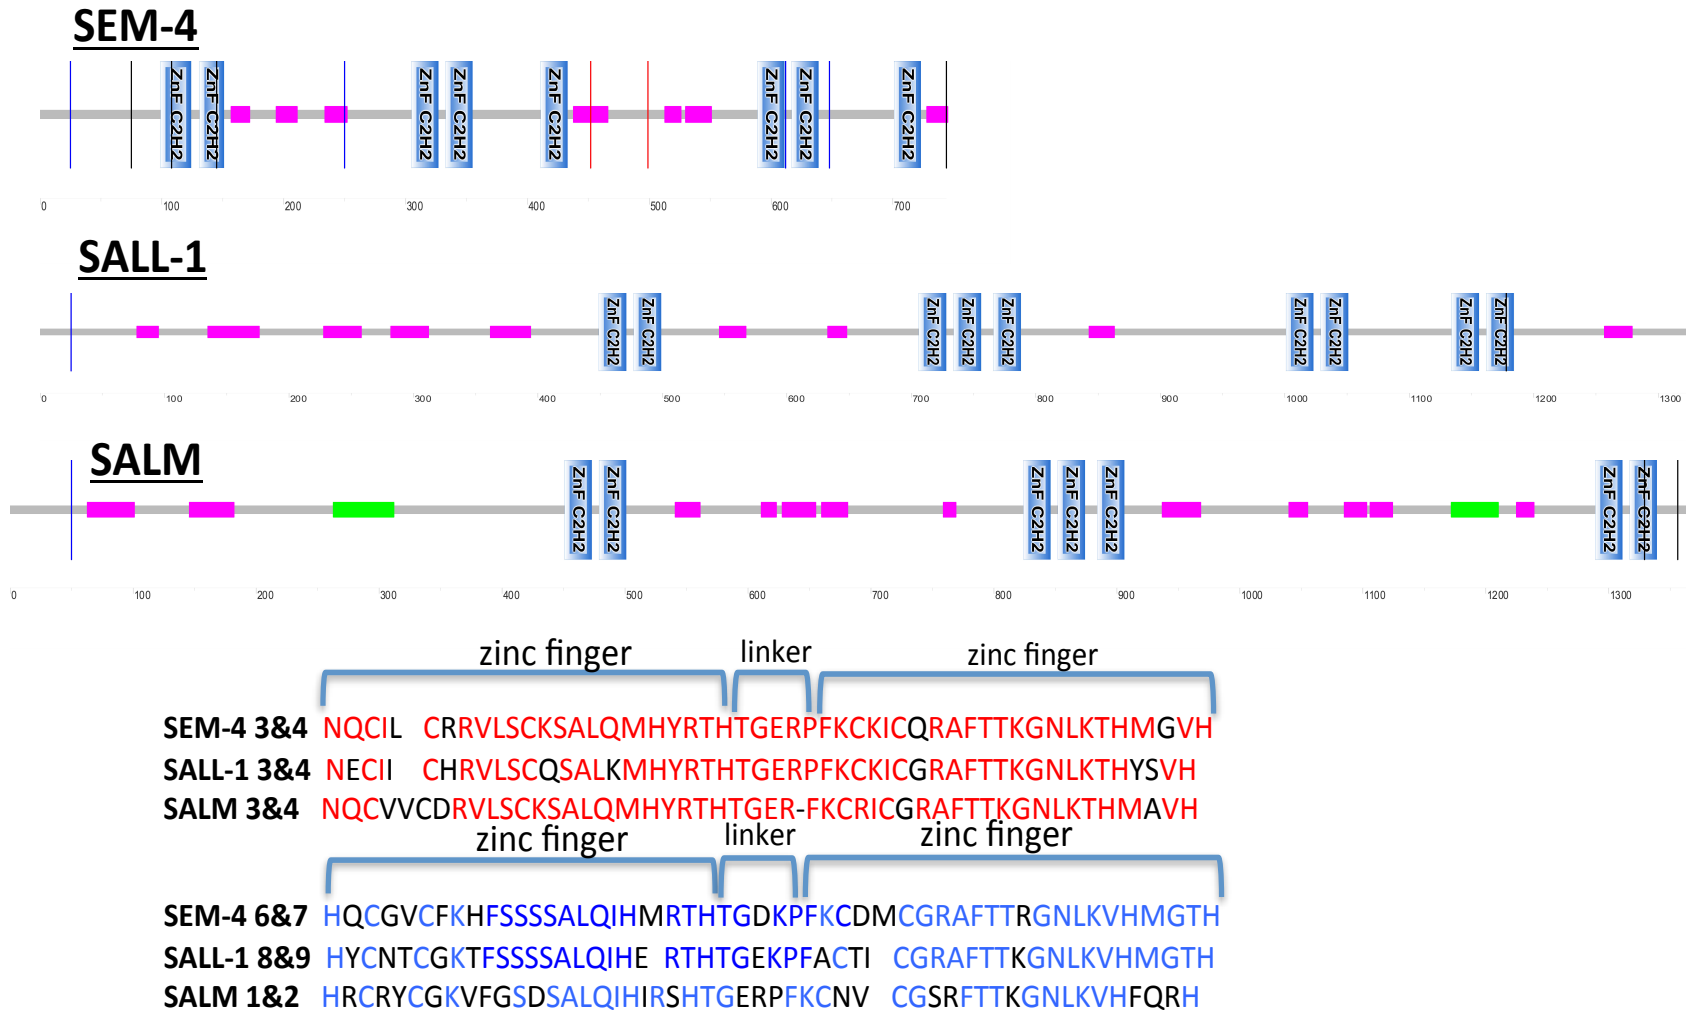 SEM-4
ZnF C2H2 ZnF C2H2 ZnF C2H2 ZnF C2H2 ZnF C2H2 ZnF C2H2 ZnF C2H2 ZnF C2H2
0 100 200 300 400 500 600 700
SALL-1
ZnF C2H2 ZnF C2H2 ZnF C2H2 ZnF C2H2 ZnF C2H2 ZnF C2H2 ZnF C2H2 ZnF C2H2 ZnF C2H2
0 100 200 300 400 500 600 700 800 900 1000 1100 1200 1300
SALM
ZnF C2H2 ZnF C2H2 ZnF C2H2 ZnF C2H2 ZnF C2H2 ZnF C2H2 ZnF C2H2
0 100 200 300 400 500 600 700 800 900 1000 1100 1200 1300
zinc finger linker zinc finger
SEM-4 3&4 NQCIL CRRVLSCKSALQMHYRTHTGERPFKCKICQRAFTTKGNLKTHMGVH
SALL-1 3&4 NECII CHRVLSCQSALKMHYRTHTGERPFKCKICGRAFTTKGNLKTHYSVH
SALM 3&4 NQCVVCDRVLSCKSALQMHYRTHTGER-FKCRICGRAFTTKGNLKTHMAVH
zinc finger linker zinc finger
SEM-4 6&7 HQCGVCFKHFSSSSALQIHMRTHTGDKPFKCDMCGRAFTTRGNLKVHMGTH
SALL-1 8&9 HYCNTCGKTFSSSSALQIHE RTHTGEKPFACTI CGRAFTTKGNLKVHMGTH
SALM 1&2 HRCRYCGKVFGSDSALQIHIRSHTGERPFKCNV CGSRFTTKGNLKVHFQRH